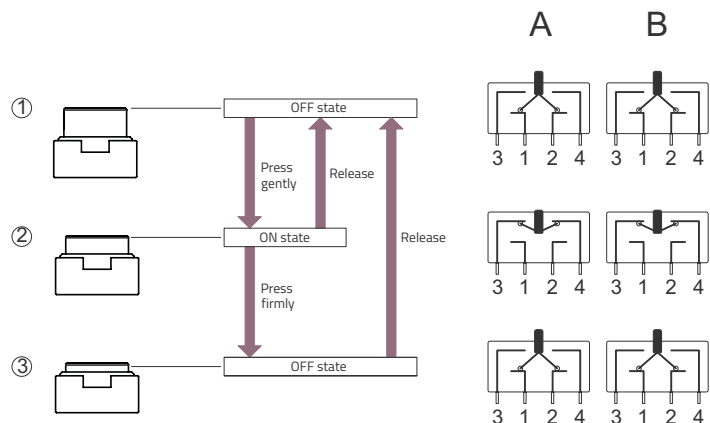 A B
① OFF state
3 1 2 4 3 1 2 4
Press
gently
Release
② ON state
Release
3 1 2 4 3 1 2 4
Press
firmly
③ OFF state
3 1 2 4 3 1 2 4